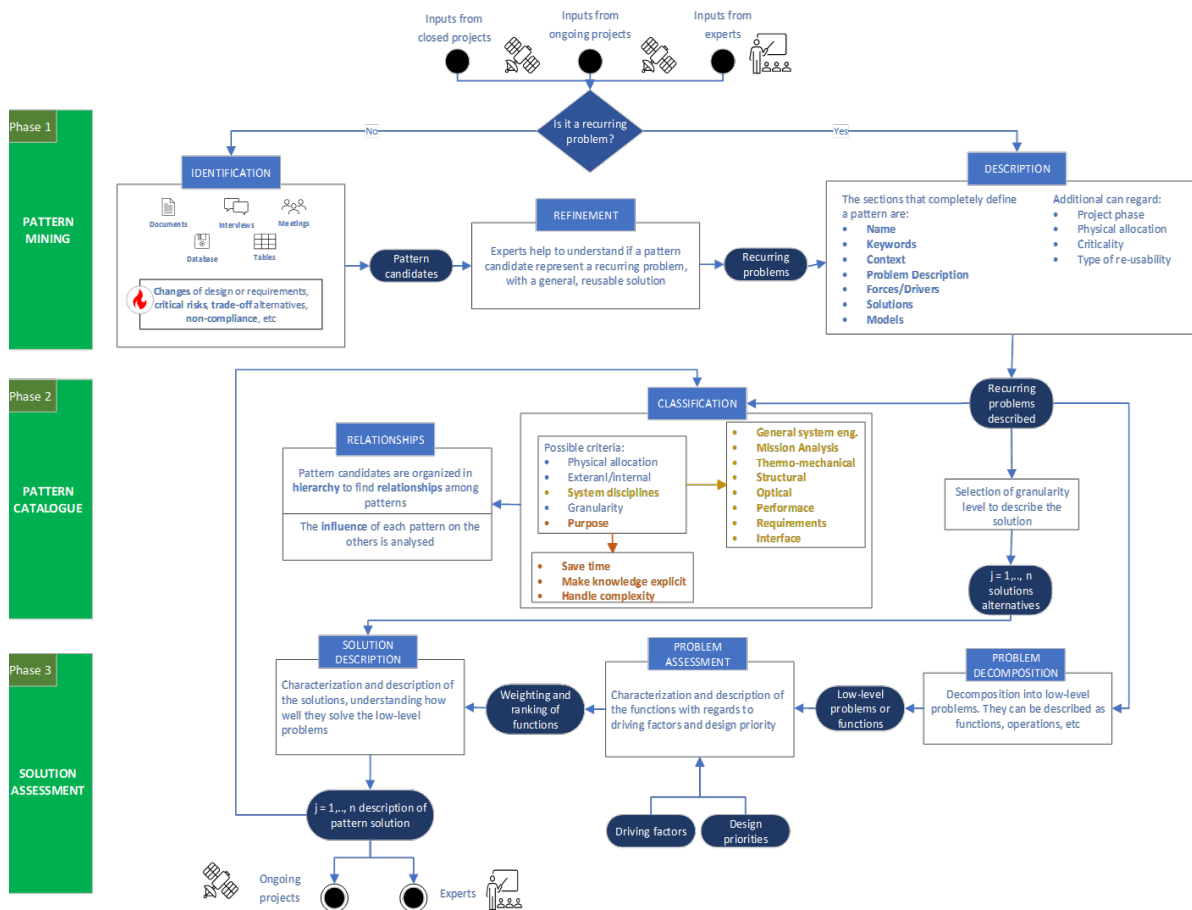 Inputs from
closed projects
Inputs from
ongoing projects
Inputs from
experts
Phase 1
PATTERN
MINING
Is it a recurring
problem?
No
Yes
IDENTIFICATION
Documents
Interviews
Meetings
Database
Tables
Changes of design or requirements,
critical risks, trade-off alternatives,
non-compliance, etc
Pattern
candidates
REFINEMENT
Experts help to understand if a pattern
candidate represent a recurring problem,
with a general, reusable solution
Recurring
problems
DESCRIPTION
The sections that completely define
a pattern are:
• Name
• Keywords
• Context
• Problem Description
• Forces/Drivers
• Solutions
• Models
Additional can regard:
• Project phase
• Physical allocation
• Criticality
• Type of re-usability
Phase 2
PATTERN
CATALOGUE
Recurring
problems
described
CLASSIFICATION
Possible criteria:
• Physical allocation
• Exteranl/internal
• System disciplines
• Granularity
• Purpose
• General system eng.
• Mission Analysis
• Thermo-mechanical
• Structural
• Optical
• Performace
• Requirements
• Interface
• Save time
• Make knowledge explicit
• Handle complexity
RELATIONSHIPS
Pattern candidates are organized in
hierarchy to find relationships among
patterns
The influence of each pattern on the
others is analysed
Selection of granularity
level to describe the
solution
j = 1,.., n
solutions
alternatives
Phase 3
SOLUTION
ASSESSMENT
SOLUTION
DESCRIPTION
Characterization and description of
the solutions, understanding how
well they solve the low-level
problems
Weighting and
ranking of
functions
PROBLEM
ASSESSMENT
Characterization and description of
the functions with regards to
driving factors and design priority
Low-level
problems or
functions
PROBLEM
DECOMPOSITION
Decomposition into low-level
problems. They can be described as
functions, operations, etc
j = 1,.., n description of
pattern solution
Driving factors
Design
priorities
Ongoing
projects
Experts